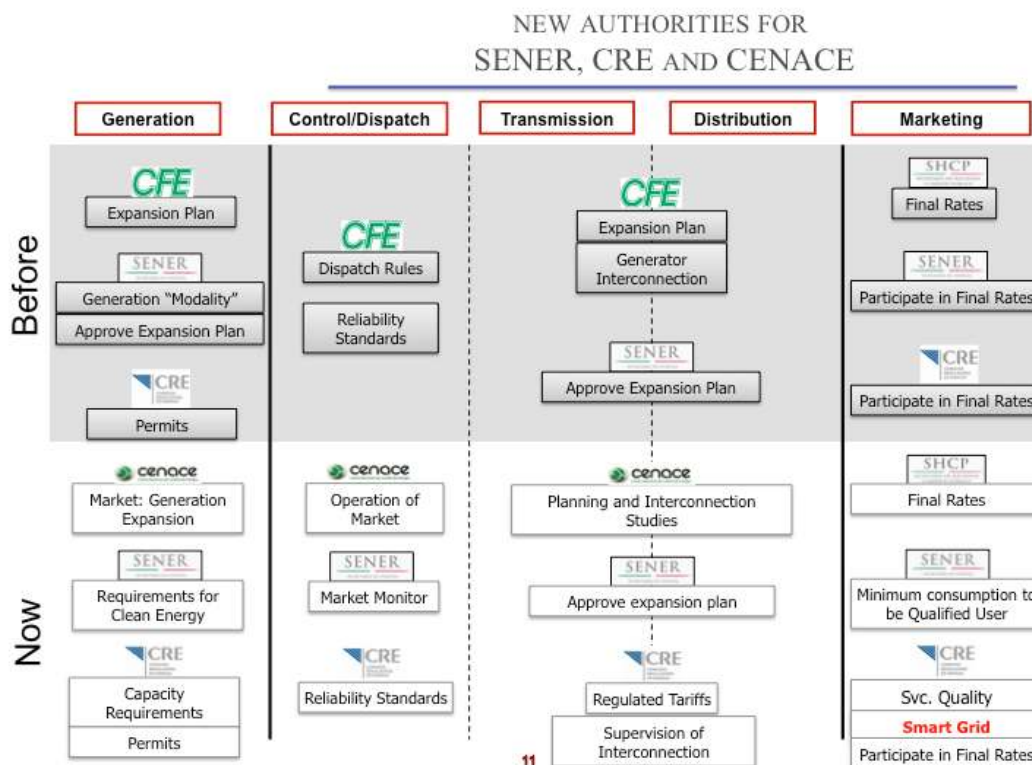 NEW AUTHORITIES FOR
SENER, CRE AND CENACE
Generation
Control/Dispatch
Transmission
Distribution
Marketing
Before
CFE
Expansion Plan
SENER
Generation “Modality”
Approve Expansion Plan
CRE
Permits
CFE
Dispatch Rules
Reliability
Standards
CFE
Expansion Plan
Generator
Interconnection
SENER
Approve Expansion Plan
SHCP
Final Rates
SENER
Participate in Final Rates
CRE
Participate in Final Rates
Now
cenace
Market: Generation
Expansion
SENER
Requirements for
Clean Energy
CRE
Capacity
Requirements
Permits
cenace
Operation of
Market
SENER
Market Monitor
CRE
Reliability Standards
cenace
Planning and Interconnection
Studies
SENER
Approve expansion plan
CRE
Regulated Tariffs
Supervision of
Interconnection
SHCP
Final Rates
SENER
Minimum consumption to
be Qualified User
CRE
Svc. Quality
Smart Grid
Participate in Final Rates
11